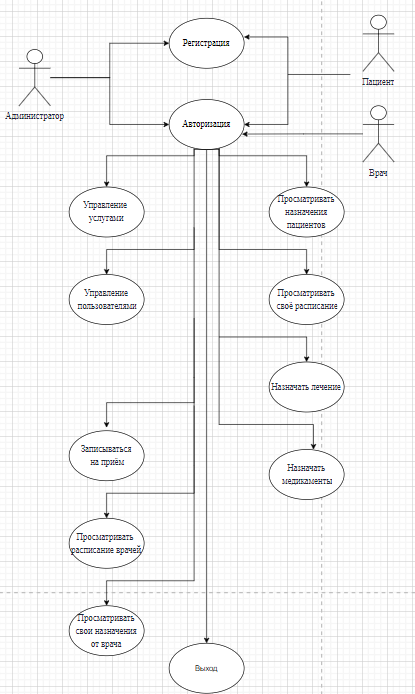 Регистрация
Пациент
Администратор
Авторизация
Врач
Управление
услугами
Просматривать
назначения
пациентов
Управление
пользователями
Просматривать
своё расписание
Назначать лечение
Записываться
на приём
Назначать
медикаменты
Просматривать
расписание врачей
Просматривать
свои назначения
от врача
Выход